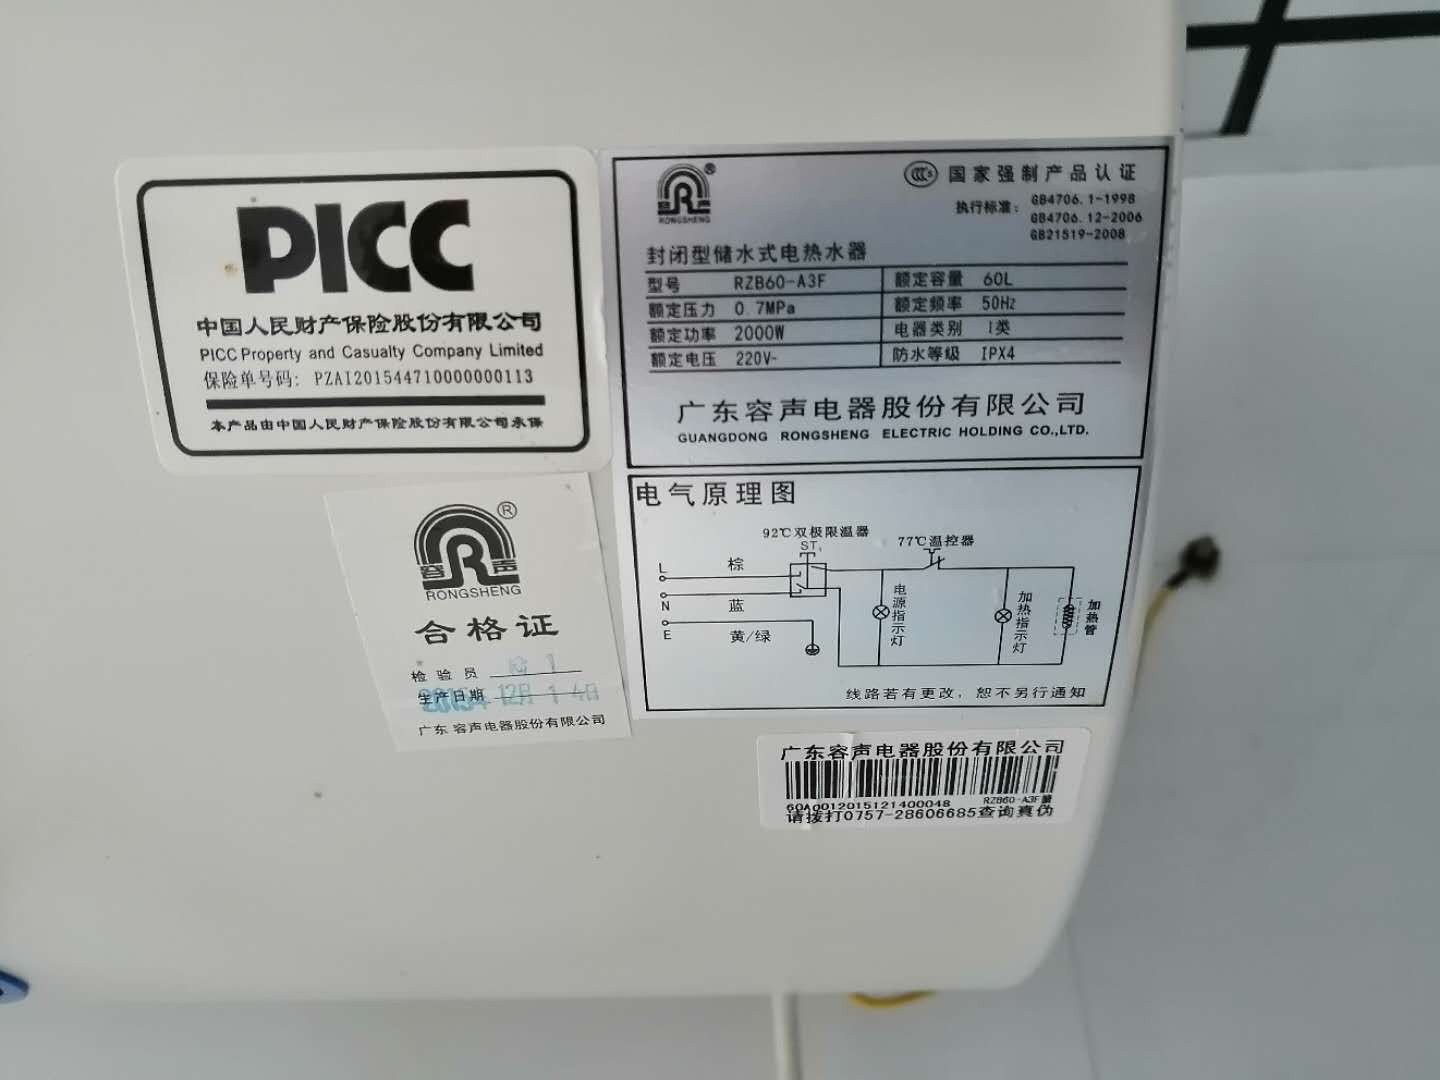 PICC
中国人民财产保险股份有限公司
PICC Property and Casualty Company Limited
保险单号码: PZAI201544710000000113
本产品由中国人民财产保险股份有限公司承保
容声
RONGSHENG
®
国家强制产品认证
执行标准: GB4706.1-1998
GB4706.12-2006
GB21519-2008
封闭型储水式电热水器
型号 RZB60-A3F 额定容量 60L
额定压力 0.7MPa 额定频率 50Hz
额定功率 2000W 电器类别 I类
额定电压 220V~ 防水等级 IPX4
广东容声电器股份有限公司
GUANGDONG RONGSHENG ELECTRIC HOLDING CO.,LTD.
电气原理图
92℃双极限温器
ST1
77℃温控器
L 棕
N 蓝
E 黄/绿
电源指示灯
加热指示灯
加热管
线路若有更改，恕不另行通知
®
容声
RONGSHENG
合格证
检验员 1
生产日期 12月14日
广东容声电器股份有限公司
广东容声电器股份有限公司
60A0012015121400048 RZB60-A3F
请拨打0757-28606685查询真伪